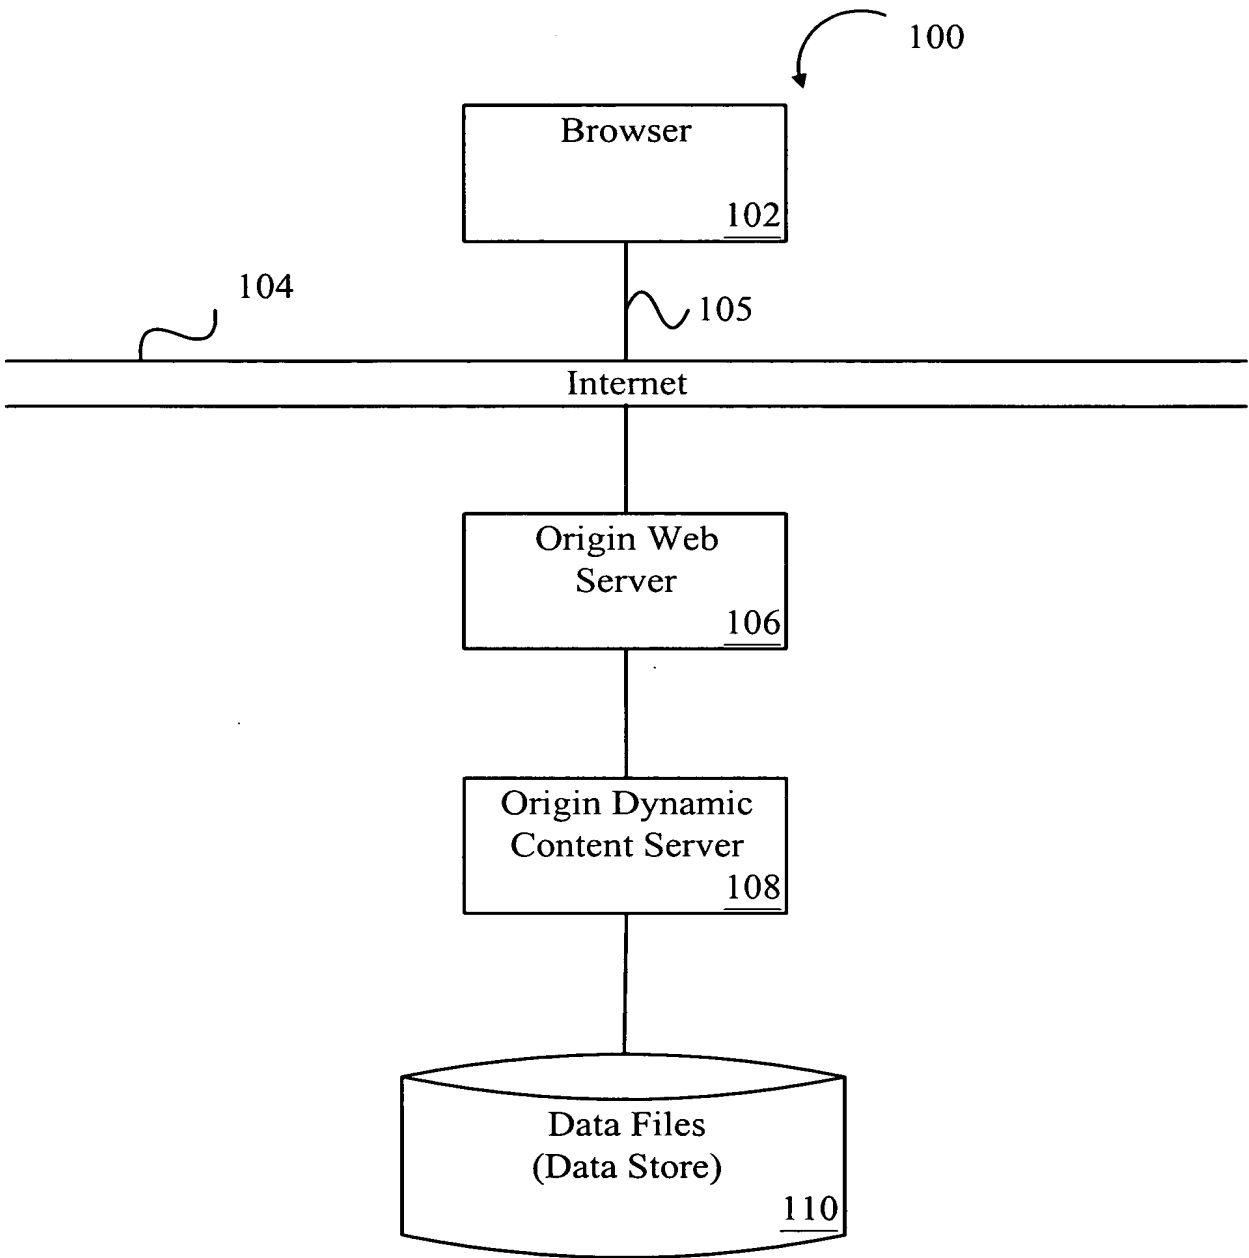 100
Browser
102
104
105
Internet
Origin Web
Server
106
Origin Dynamic
Content Server
108
Data Files
(Data Store)
110